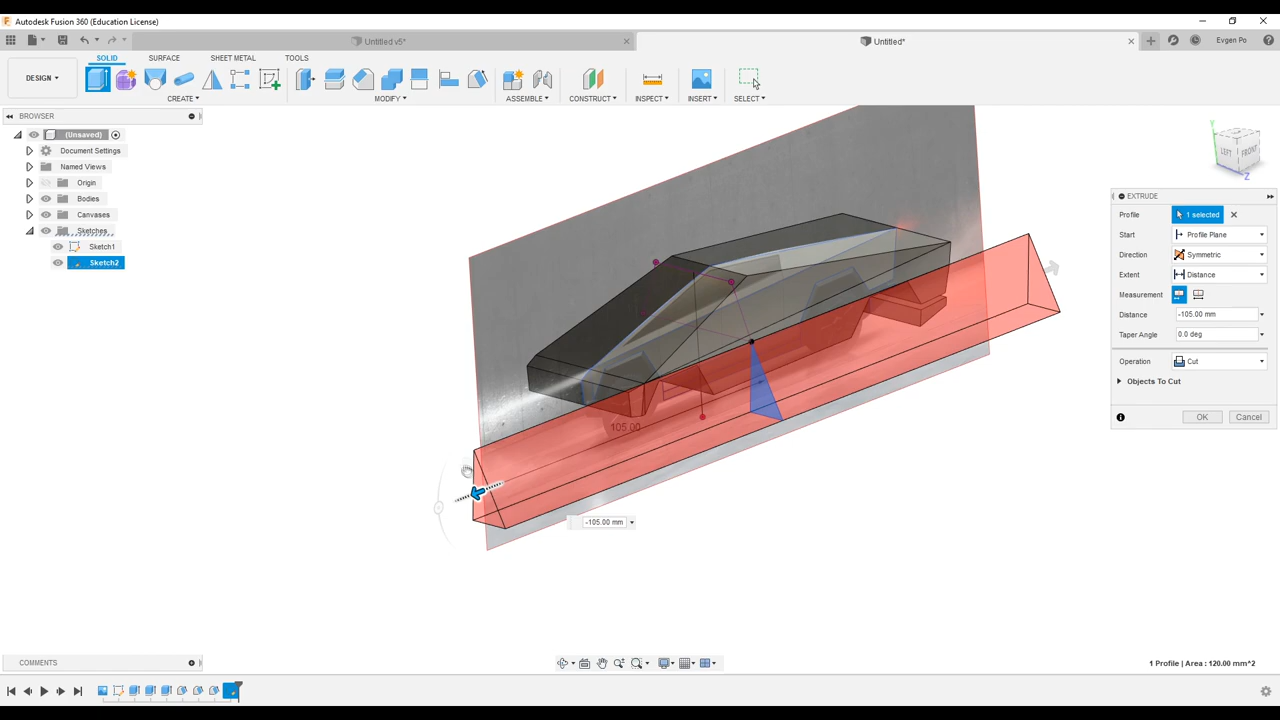 Autodesk Fusion 360 (Education License)
Untitled v5*
Untitled*
Evgen Po
SOLID SURFACE SHEET METAL TOOLS
DESIGN
CREATE MODIFY ASSEMBLE CONSTRUCT INSPECT INSERT SELECT
BROWSER
(Unsaved)
Document Settings
Named Views
Origin
Bodies
Canvases
Sketches
Sketch1
Sketch2
Y
LEFT FRONT
Z
EXTRUDE
Profile 1 selected
Start Profile Plane
Direction Symmetric
Extent Distance
Measurement
Distance -105.00 mm
Taper Angle 0.0 deg
Operation Cut
Objects To Cut
OK Cancel
105.00
-105.00 mm
COMMENTS
1 Profile | Area : 120.00 mm^2